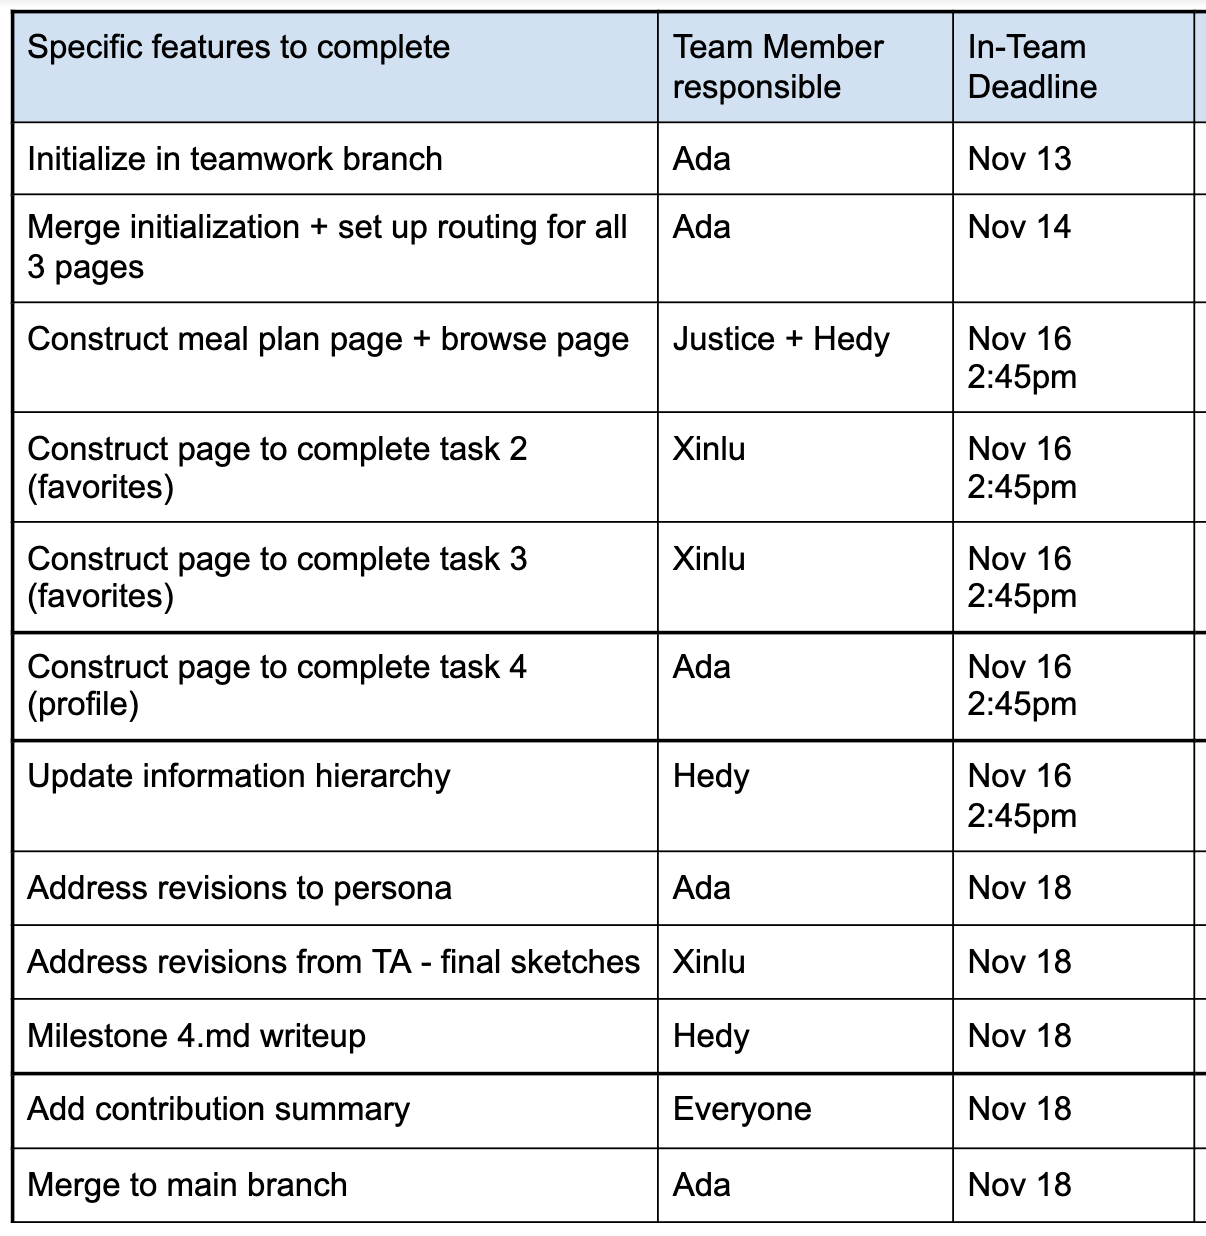 Specific features to complete
Team Member
responsible
In-Team
Deadline
Initialize in teamwork branch
Ada
Nov 13
Merge initialization + set up routing for all
3 pages
Ada
Nov 14
Construct meal plan page + browse page
Justice + Hedy
Nov 16
2:45pm
Construct page to complete task 2
(favorites)
Xinlu
Nov 16
2:45pm
Construct page to complete task 3
(favorites)
Xinlu
Nov 16
2:45pm
Construct page to complete task 4
(profile)
Ada
Nov 16
2:45pm
Update information hierarchy
Hedy
Nov 16
2:45pm
Address revisions to persona
Ada
Nov 18
Address revisions from TA - final sketches
Xinlu
Nov 18
Milestone 4.md writeup
Hedy
Nov 18
Add contribution summary
Everyone
Nov 18
Merge to main branch
Ada
Nov 18